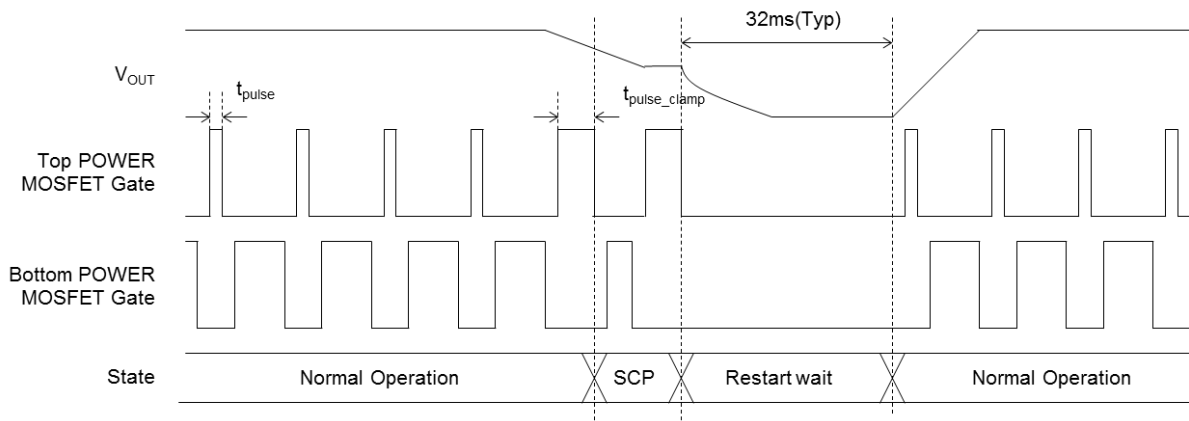 32ms(Typ)
VOUT
tpulse
tpulse_clamp
Top POWER
MOSFET Gate
Bottom POWER
MOSFET Gate
State
Normal Operation
SCP
Restart wait
Normal Operation